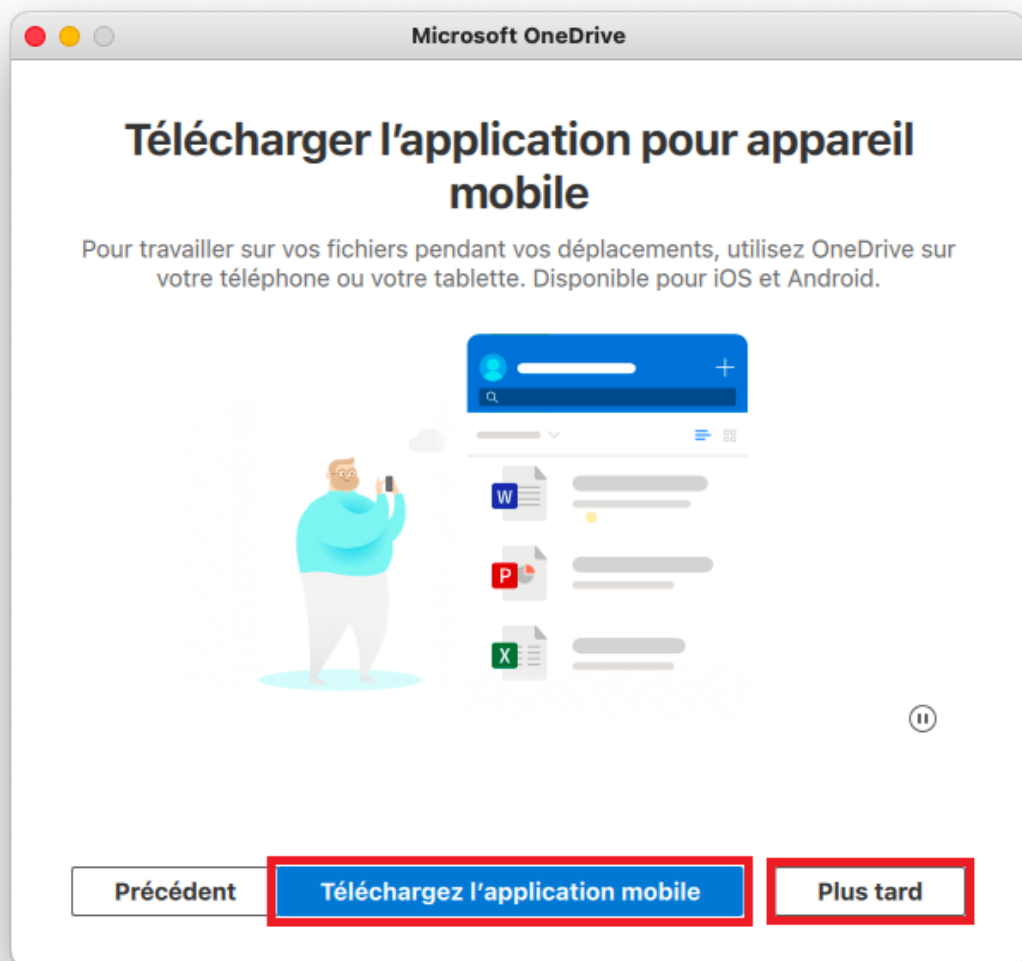 Microsoft OneDrive
Télécharger l’application pour appareil
mobile
Pour travailler sur vos fichiers pendant vos déplacements, utilisez OneDrive sur
votre téléphone ou votre tablette. Disponible pour iOS et Android.
W
P
X
Précédent
Téléchargez l’application mobile
Plus tard